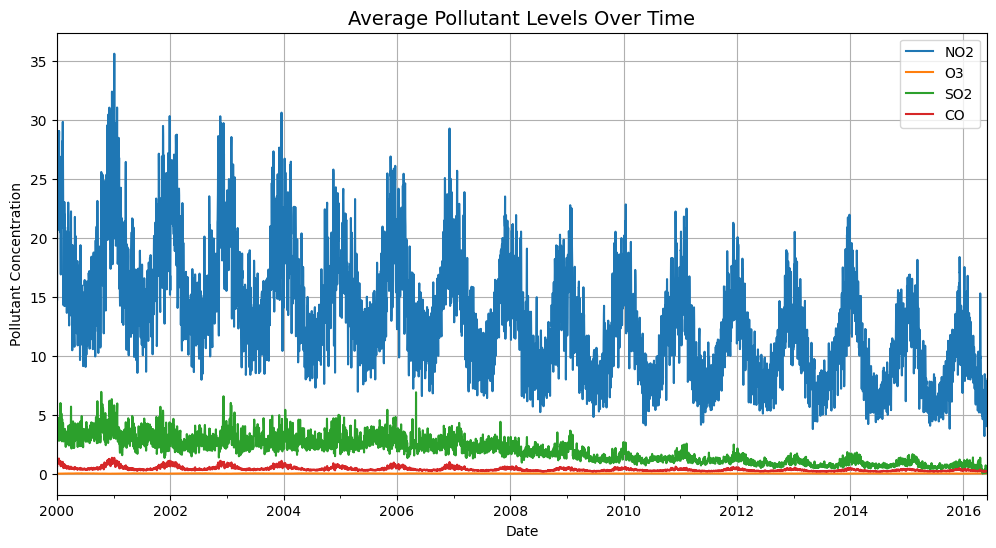 Average Pollutant Levels Over Time
NO2
O3
SO2
CO
Pollutant Concentration
35
30
25
20
15
10
5
0
2000 2002 2004 2006 2008 2010 2012 2014 2016
Date